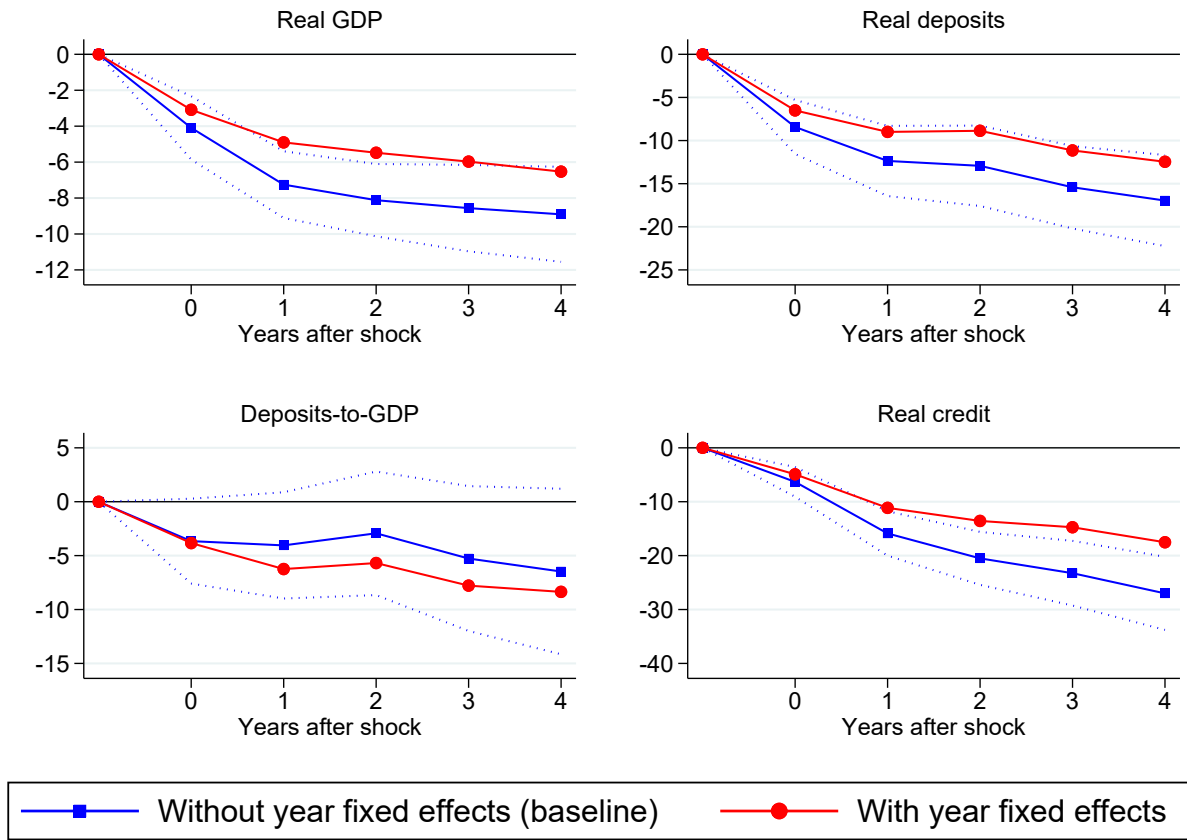 Real GDP
0
-2
-4
-6
-8
-10
-12
0 1 2 3 4
Years after shock
Real deposits
0
-5
-10
-15
-20
-25
0 1 2 3 4
Years after shock
Deposits-to-GDP
5
0
-5
-10
-15
0 1 2 3 4
Years after shock
Real credit
0
-10
-20
-30
-40
0 1 2 3 4
Years after shock
Without year fixed effects (baseline) With year fixed effects